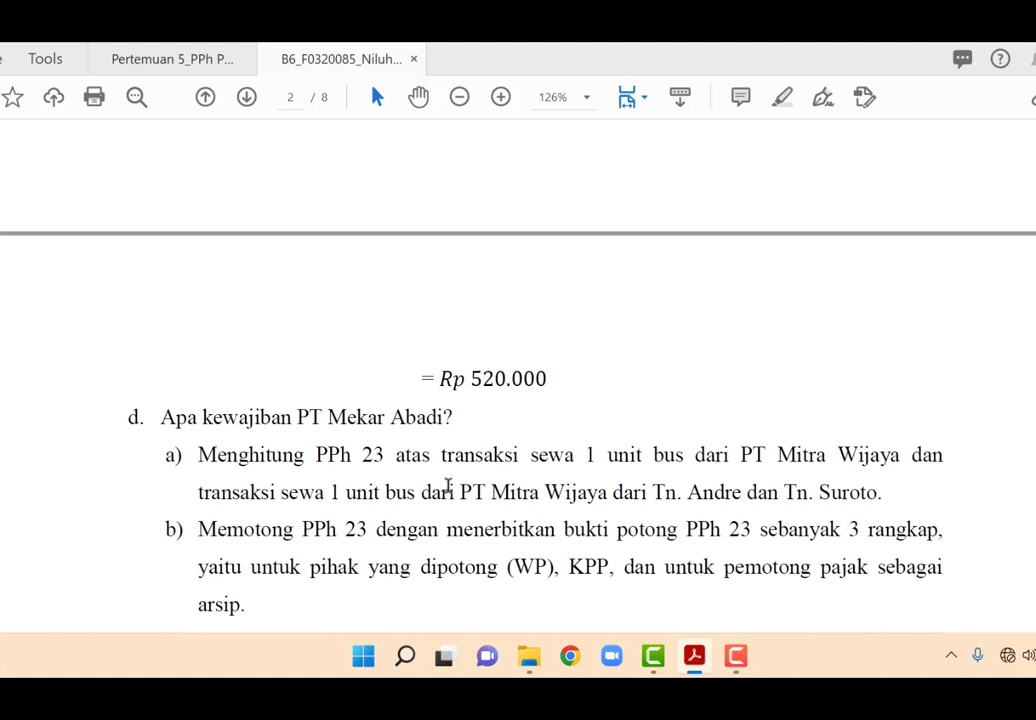 Tools
Pertemuan 5_PPh P...
B6_F0320085_Niluh...
2 / 8
126%
= Rp 520.000
d. Apa kewajiban PT Mekar Abadi?
a) Menghitung PPh 23 atas transaksi sewa 1 unit bus dari PT Mitra Wijaya dan
transaksi sewa 1 unit bus dari PT Mitra Wijaya dari Tn. Andre dan Tn. Suroto.
b) Memotong PPh 23 dengan menerbitkan bukti potong PPh 23 sebanyak 3 rangkap,
yaitu untuk pihak yang dipotong (WP), KPP, dan untuk pemotong pajak sebagai
arsip.